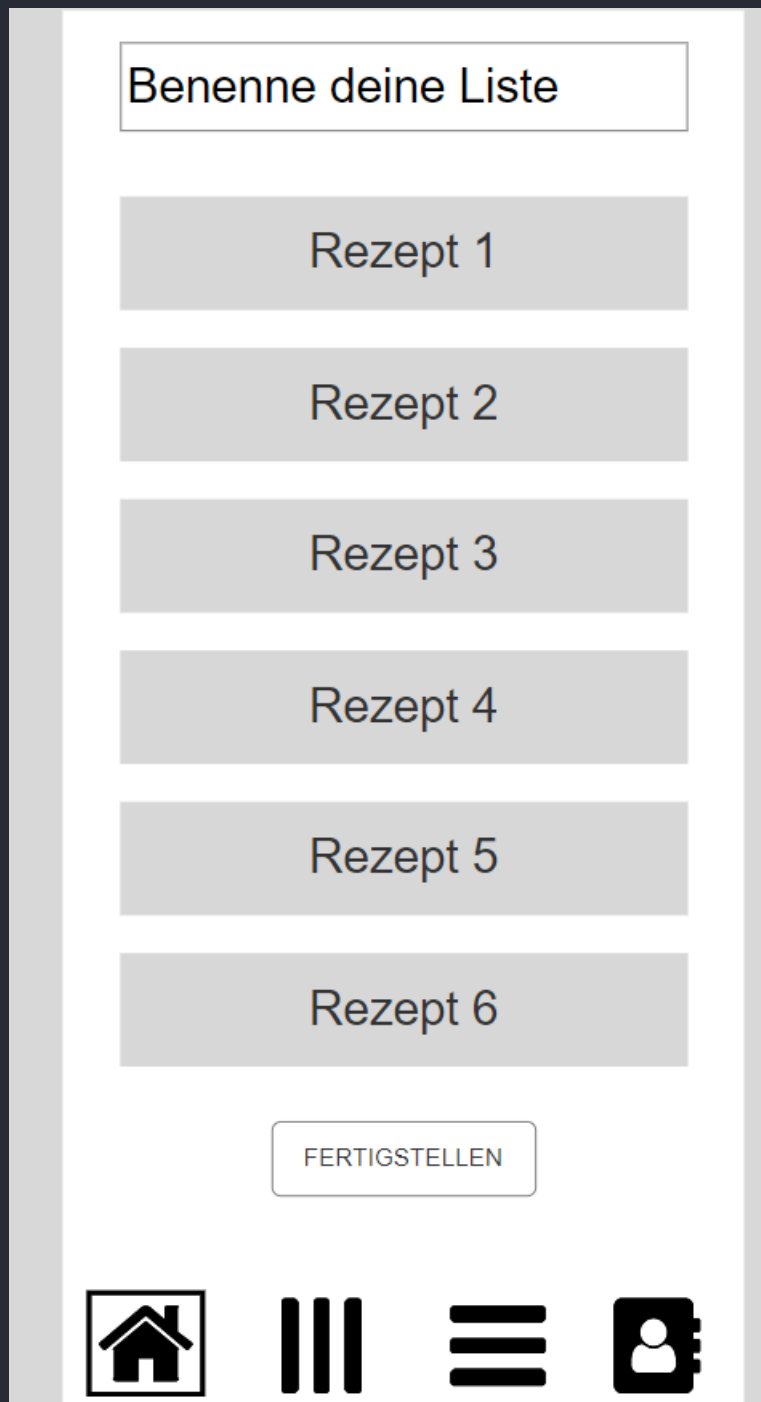 Benenne deine Liste
Rezept 1
Rezept 2
Rezept 3
Rezept 4
Rezept 5
Rezept 6
FERTIGSTELLEN